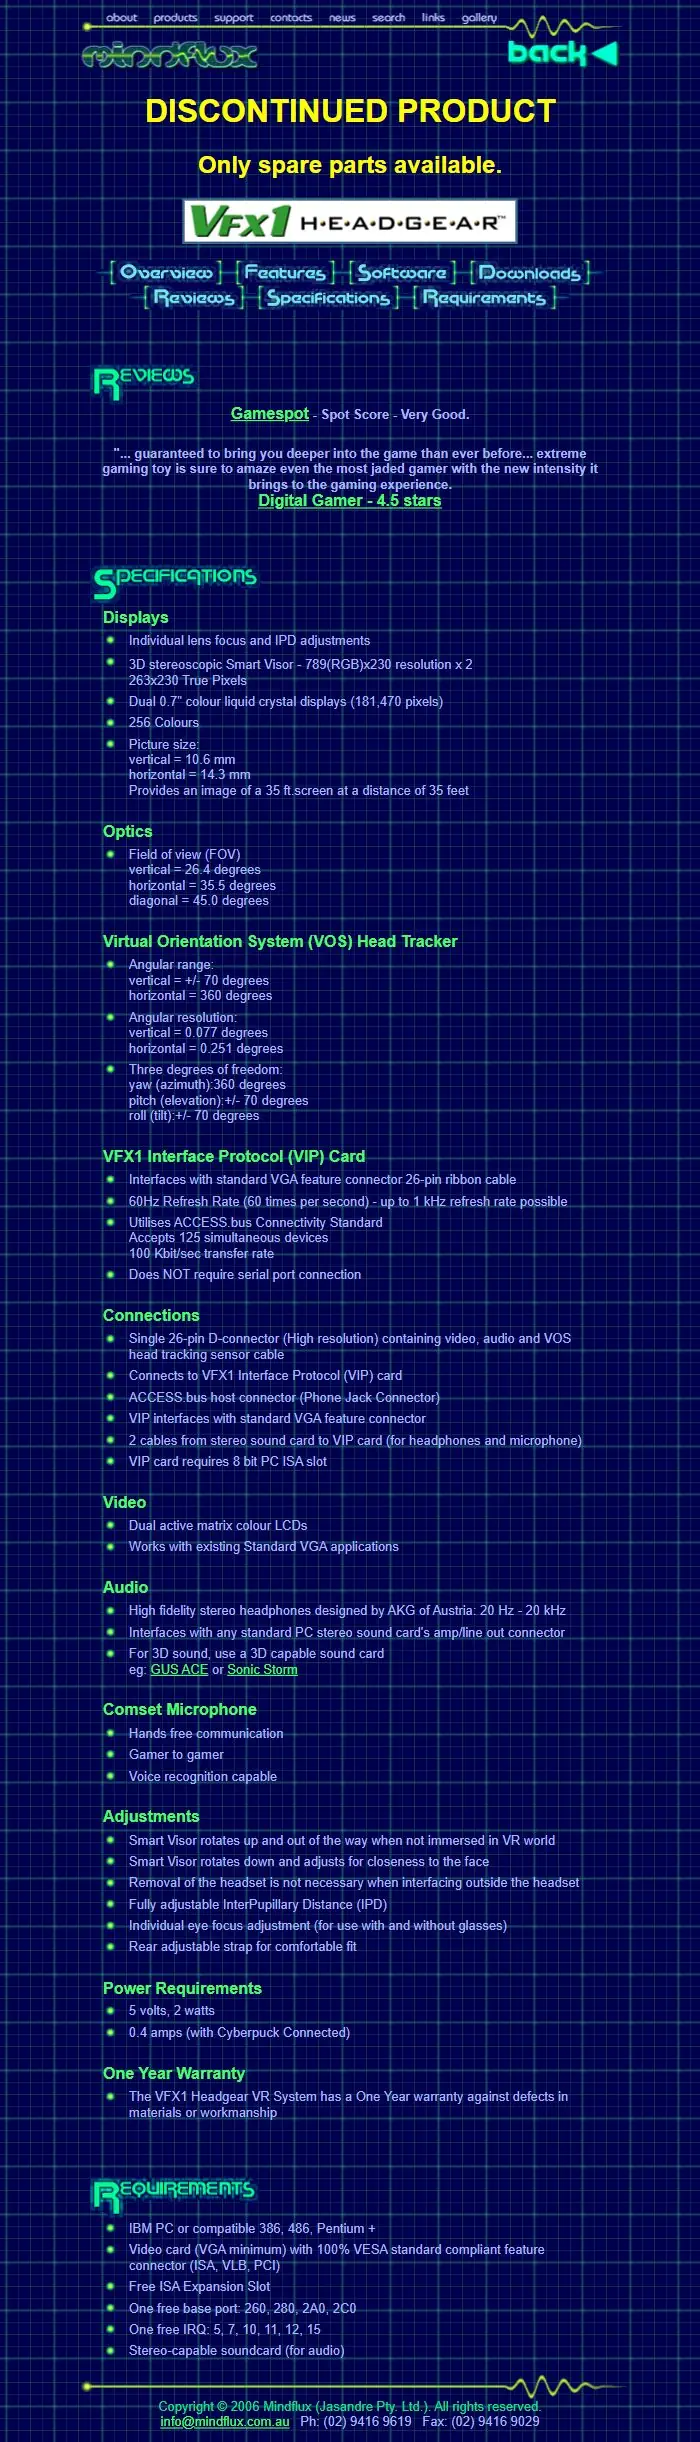 about products support contacts news search links gallery
mindflux
back
DISCONTINUED PRODUCT
Only spare parts available.
VFX1 H•E•A•D•G•E•A•R™
Overview Features Software Downloads
Reviews Specifications Requirements
Reviews
Gamespot - Spot Score - Very Good.
"... guaranteed to bring you deeper into the game than ever before... extreme
gaming toy is sure to amaze even the most jaded gamer with the new intensity it
brings to the gaming experience.
Digital Gamer - 4.5 stars
Specifications
Displays
Individual lens focus and IPD adjustments
3D stereoscopic Smart Visor - 789(RGB)x230 resolution x 2
263x230 True Pixels
Dual 0.7" colour liquid crystal displays (181,470 pixels)
256 Colours
Picture size:
vertical = 10.6 mm
horizontal = 14.3 mm
Provides an image of a 35 ft.screen at a distance of 35 feet
Optics
Field of view (FOV)
vertical = 26.4 degrees
horizontal = 35.5 degrees
diagonal = 45.0 degrees
Virtual Orientation System (VOS) Head Tracker
Angular range:
vertical = +/- 70 degrees
horizontal = 360 degrees
Angular resolution:
vertical = 0.077 degrees
horizontal = 0.251 degrees
Three degrees of freedom:
yaw (azimuth):360 degrees
pitch (elevation):+/- 70 degrees
roll (tilt):+/- 70 degrees
VFX1 Interface Protocol (VIP) Card
Interfaces with standard VGA feature connector 26-pin ribbon cable
60Hz Refresh Rate (60 times per second) - up to 1 kHz refresh rate possible
Utilises ACCESS.bus Connectivity Standard
Accepts 125 simultaneous devices
100 Kbit/sec transfer rate
Does NOT require serial port connection
Connections
Single 26-pin D-connector (High resolution) containing video, audio and VOS
head tracking sensor cable
Connects to VFX1 Interface Protocol (VIP) card
ACCESS.bus host connector (Phone Jack Connector)
VIP interfaces with standard VGA feature connector
2 cables from stereo sound card to VIP card (for headphones and microphone)
VIP card requires 8 bit PC ISA slot
Video
Dual active matrix colour LCDs
Works with existing Standard VGA applications
Audio
High fidelity stereo headphones designed by AKG of Austria: 20 Hz - 20 kHz
Interfaces with any standard PC stereo sound card's amp/line out connector
For 3D sound, use a 3D capable sound card
eg: GUS ACE or Sonic Storm
Comset Microphone
Hands free communication
Gamer to gamer
Voice recognition capable
Adjustments
Smart Visor rotates up and out of the way when not immersed in VR world
Smart Visor rotates down and adjusts for closeness to the face
Removal of the headset is not necessary when interfacing outside the headset
Fully adjustable InterPupillary Distance (IPD)
Individual eye focus adjustment (for use with and without glasses)
Rear adjustable strap for comfortable fit
Power Requirements
5 volts, 2 watts
0.4 amps (with Cyberpuck Connected)
One Year Warranty
The VFX1 Headgear VR System has a One Year warranty against defects in
materials or workmanship
Requirements
IBM PC or compatible 386, 486, Pentium +
Video card (VGA minimum) with 100% VESA standard compliant feature
connector (ISA, VLB, PCI)
Free ISA Expansion Slot
One free base port: 260, 280, 2A0, 2C0
One free IRQ: 5, 7, 10, 11, 12, 15
Stereo-capable soundcard (for audio)
Copyright © 2006 Mindflux (Jasandre Pty. Ltd.). All rights reserved.
info@mindflux.com.au Ph: (02) 9416 9619 Fax: (02) 9416 9029